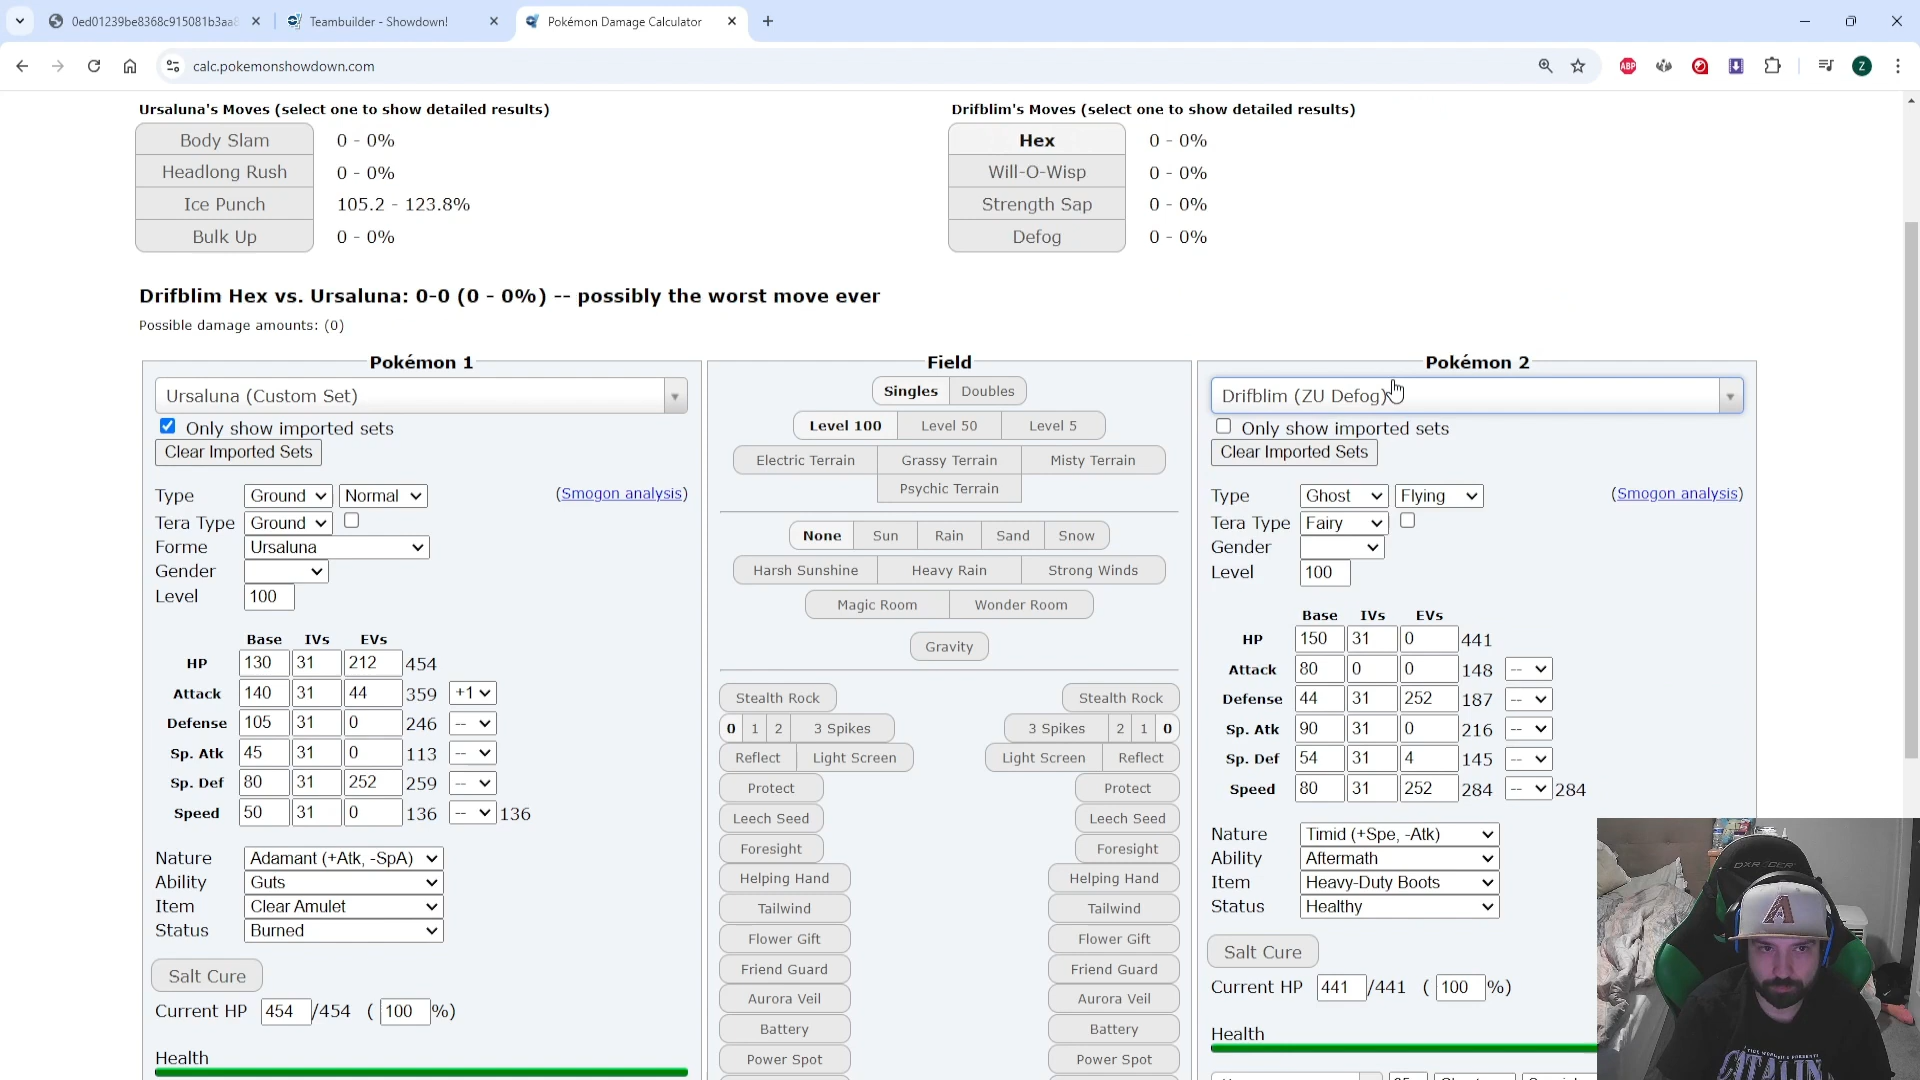 0ed01239be8368c915081b3aa8
Teambuilder - Showdown!
Pokémon Damage Calculator
calc.pokemonshowdown.com
ABP
Z
Ursaluna's Moves (select one to show detailed results)
Drifblim's Moves (select one to show detailed results)
Body Slam 0 - 0%
Hex 0 - 0%
Headlong Rush 0 - 0%
Will-O-Wisp 0 - 0%
Ice Punch 105.2 - 123.8%
Strength Sap 0 - 0%
Bulk Up 0 - 0%
Defog 0 - 0%
Drifblim Hex vs. Ursaluna: 0-0 (0 - 0%) -- possibly the worst move ever
Possible damage amounts: (0)
Pokémon 1
Ursaluna (Custom Set)
Only show imported sets
Clear Imported Sets
Type Ground Normal (Smogon analysis)
Tera Type Ground
Forme Ursaluna
Gender
Level 100
Base IVs EVs
HP 130 31 212 454
Attack 140 31 44 359 +1
Defense 105 31 0 246 --
Sp. Atk 45 31 0 113 --
Sp. Def 80 31 252 259 --
Speed 50 31 0 136 -- 136
Nature Adamant (+Atk, -SpA)
Ability Guts
Item Clear Amulet
Status Burned
Salt Cure
Current HP 454 /454 ( 100 %)
Health
Field
Singles Doubles
Level 100 Level 50 Level 5
Electric Terrain Grassy Terrain Misty Terrain
Psychic Terrain
None Sun Rain Sand Snow
Harsh Sunshine Heavy Rain Strong Winds
Magic Room Wonder Room
Gravity
Stealth Rock Stealth Rock
0 1 2 3 Spikes 3 Spikes 2 1 0
Reflect Light Screen Light Screen Reflect
Protect Protect
Leech Seed Leech Seed
Foresight Foresight
Helping Hand Helping Hand
Tailwind Tailwind
Flower Gift Flower Gift
Friend Guard Friend Guard
Aurora Veil Aurora Veil
Battery Battery
Power Spot Power Spot
Pokémon 2
Drifblim (ZU Defog)
Only show imported sets
Clear Imported Sets
Type Ghost Flying (Smogon analysis)
Tera Type Fairy
Gender
Level 100
Base IVs EVs
HP 150 31 0 441
Attack 80 0 0 148 --
Defense 44 31 252 187 --
Sp. Atk 90 31 0 216 --
Sp. Def 54 31 4 145 --
Speed 80 31 252 284 -- 284
Nature Timid (+Spe, -Atk)
Ability Aftermath
Item Heavy-Duty Boots
Status Healthy
Salt Cure
Current HP 441 /441 ( 100 %)
Health
DXRACER
A
CATALIN